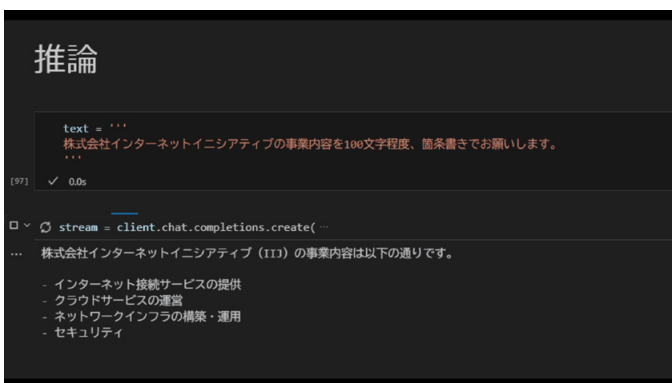 推論
text = '''
株式会社インターネットイニシアティブの事業内容を100文字程度、箇条書きでお願いします。
'''
[97] ✓ 0.0s
stream = client.chat.completions.create( ...
... 株式会社インターネットイニシアティブ (IIJ) の事業内容は以下の通りです。
- インターネット接続サービスの提供
- クラウドサービスの運営
- ネットワークインフラの構築・運用
- セキュリティ